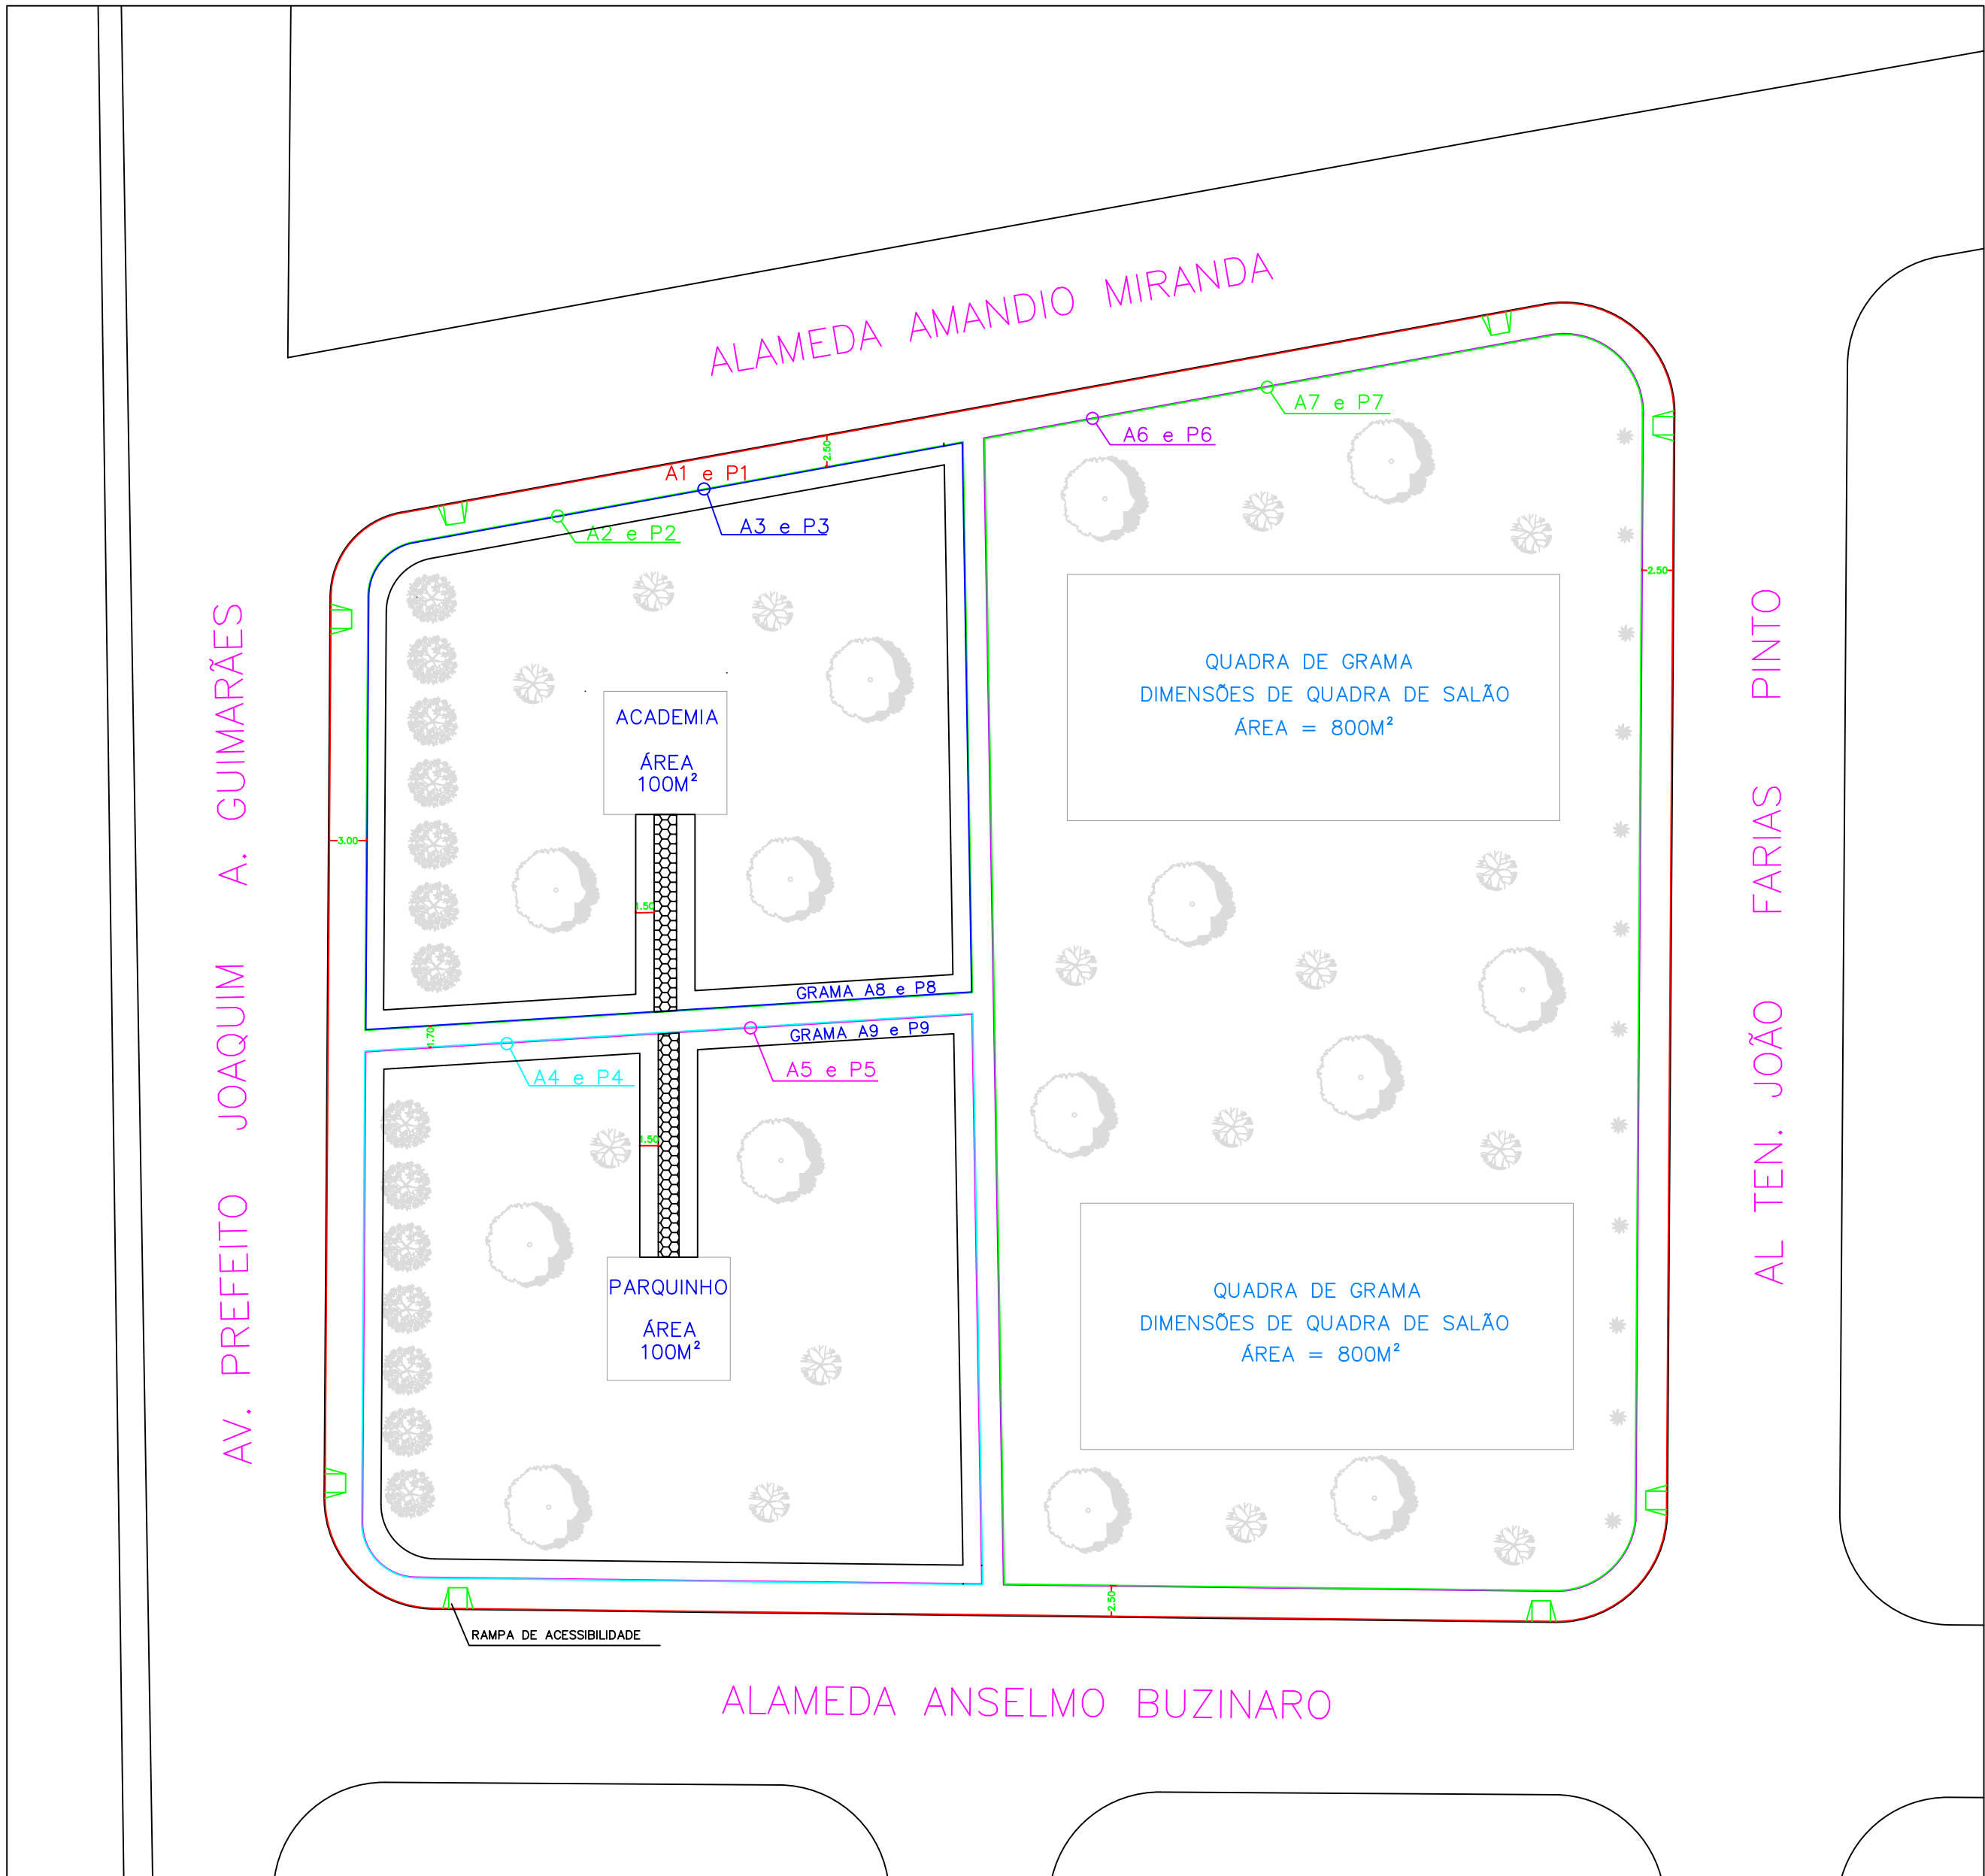 ALAMEDA AMANDIO MIRANDA
A7 e P7
A6 e P6
A1 e P1
2.50
A3 e P3
A2 e P2
2.50
QUADRA DE GRAMA
DIMENSÕES DE QUADRA DE SALÃO
ÁREA = 800M²
ACADEMIA
ÁREA
100M²
3.00
1.50
GRAMA A8 e P8
GRAMA A9 e P9
1.70
A5 e P5
A4 e P4
1.50
PARQUINHO
ÁREA
100M²
QUADRA DE GRAMA
DIMENSÕES DE QUADRA DE SALÃO
ÁREA = 800M²
AV. PREFEITO JOAQUIM A. GUIMARÃES
AL TEN. JOÃO FARIAS PINTO
2.50
RAMPA DE ACESSIBILIDADE
ALAMEDA ANSELMO BUZINARO